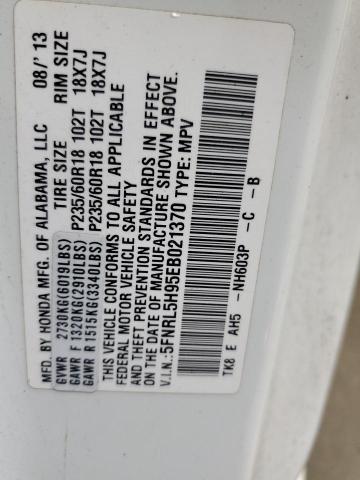 MFD. BY HONDA MFG. OF ALABAMA, LLC 08/'13
GVWR 2730KG(6019LBS) TIRE SIZE RIM SIZE
GAWR F 1320KG(2910LBS) P235/60R18 102T 18X7J
GAWR R 1515KG(3340LBS) P235/60R18 102T 18X7J
THIS VEHICLE CONFORMS TO ALL APPLICABLE
FEDERAL MOTOR VEHICLE SAFETY
AND THEFT PREVENTION STANDARDS IN EFFECT
ON THE DATE OF MANUFACTURE SHOWN ABOVE.
V.I.N.:5FNRL5H95EB021370 TYPE: MPV
TK8 E AH5 -NH603P -C -B